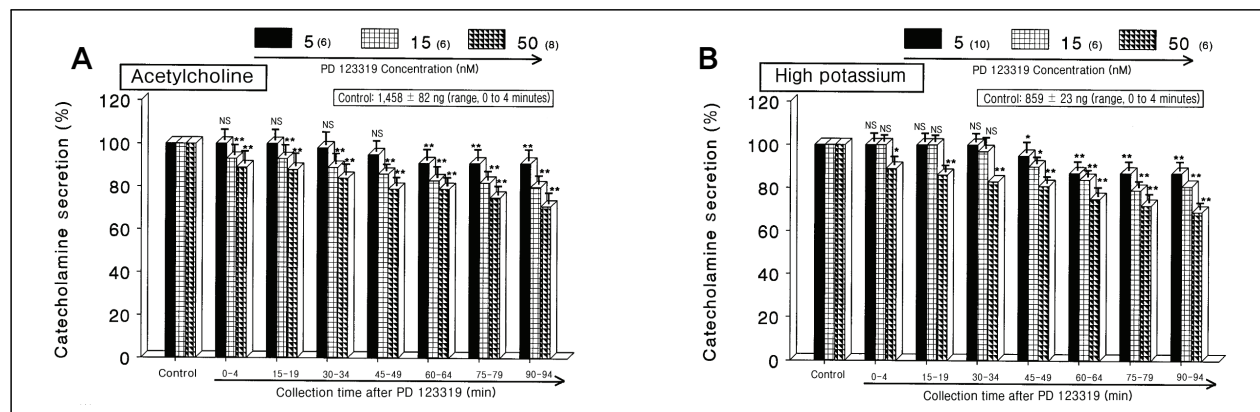 A
5 (6) 15 (6) 50 (8)
PD 123319 Concentration (nM)
Acetylcholine
Control: 1,458 ± 82 ng (range, 0 to 4 minutes)
Catecholamine secretion (%)
120
100
80
60
40
20
0
NS ** **
NS ** **
NS ** **
NS ** **
** ** **
** ** **
** ** **
Control 0-4 15-19 30-34 45-49 60-64 75-79 90-94
Collection time after PD 123319 (min)
B
5 (10) 15 (6) 50 (6)
PD 123319 Concentration (nM)
High potassium
Control: 859 ± 23 ng (range, 0 to 4 minutes)
Catecholamine secretion (%)
120
100
80
60
40
20
0
NS NS *
NS NS **
NS NS **
* * **
** ** **
** ** **
** ** **
Control 0-4 15-19 30-34 45-49 60-64 75-79 90-94
Collection time after PD 123319 (min)